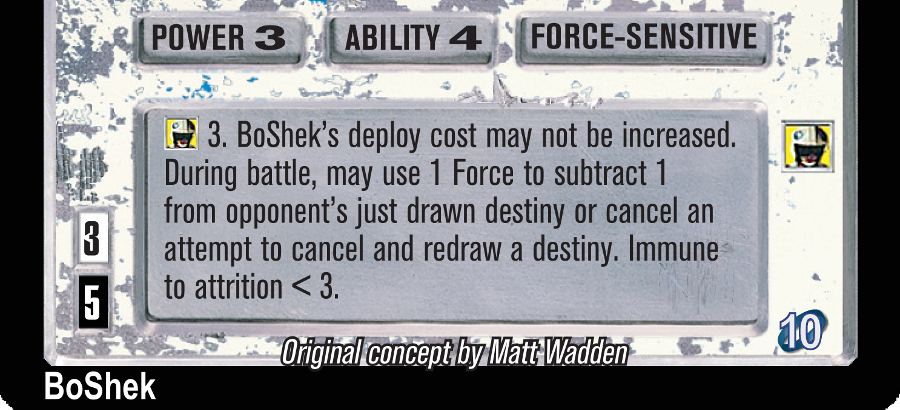 POWER 3 ABILITY 4 FORCE-SENSITIVE
3. BoShek's deploy cost may not be increased.
During battle, may use 1 Force to subtract 1
from opponent's just drawn destiny or cancel an
attempt to cancel and redraw a destiny. Immune
to attrition < 3.
3
5
10
Original concept by Matt Wadden
BoShek